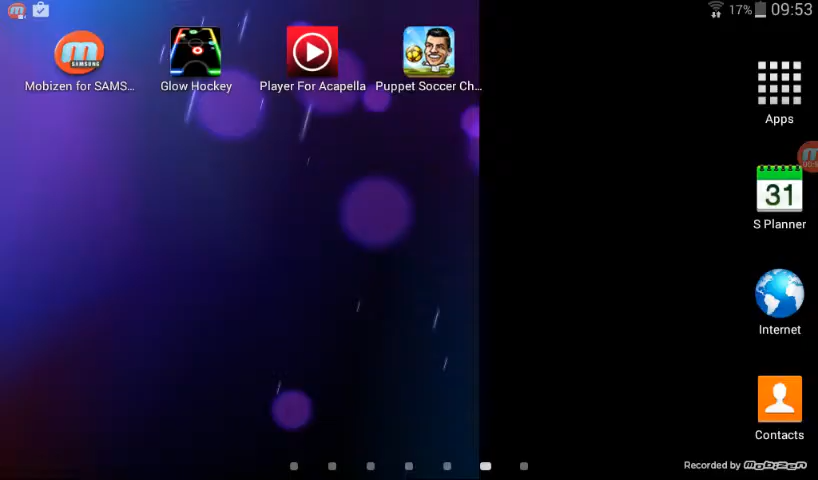 17% 09:53
Mobizen for SAMS...
Glow Hockey
Player For Acapella
Puppet Soccer Ch...
SAMSUNG
Apps
31
S Planner
Internet
Contacts
Recorded by mobizen